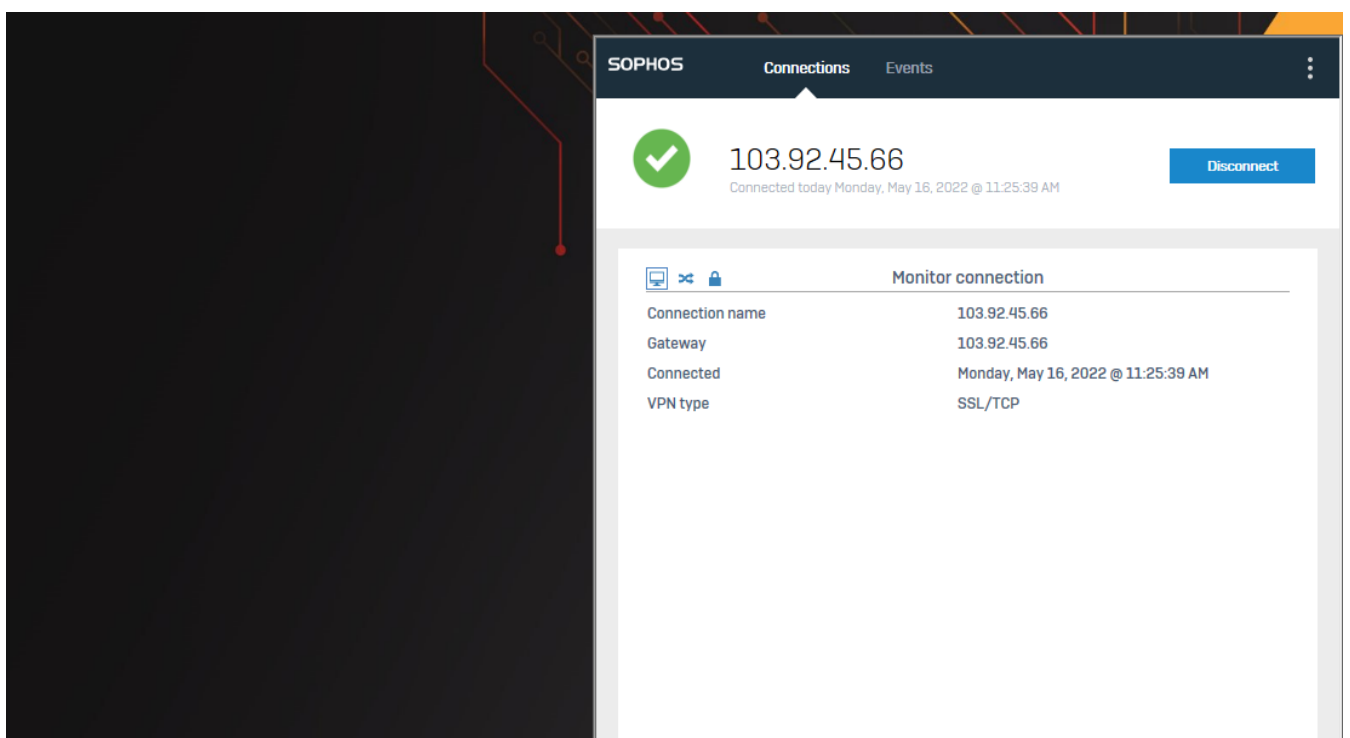 SOPHOS Connections Events
103.92.45.66
Connected today Monday, May 16, 2022 @ 11:25:39 AM
Disconnect
Monitor connection
Connection name 103.92.45.66
Gateway 103.92.45.66
Connected Monday, May 16, 2022 @ 11:25:39 AM
VPN type SSL/TCP